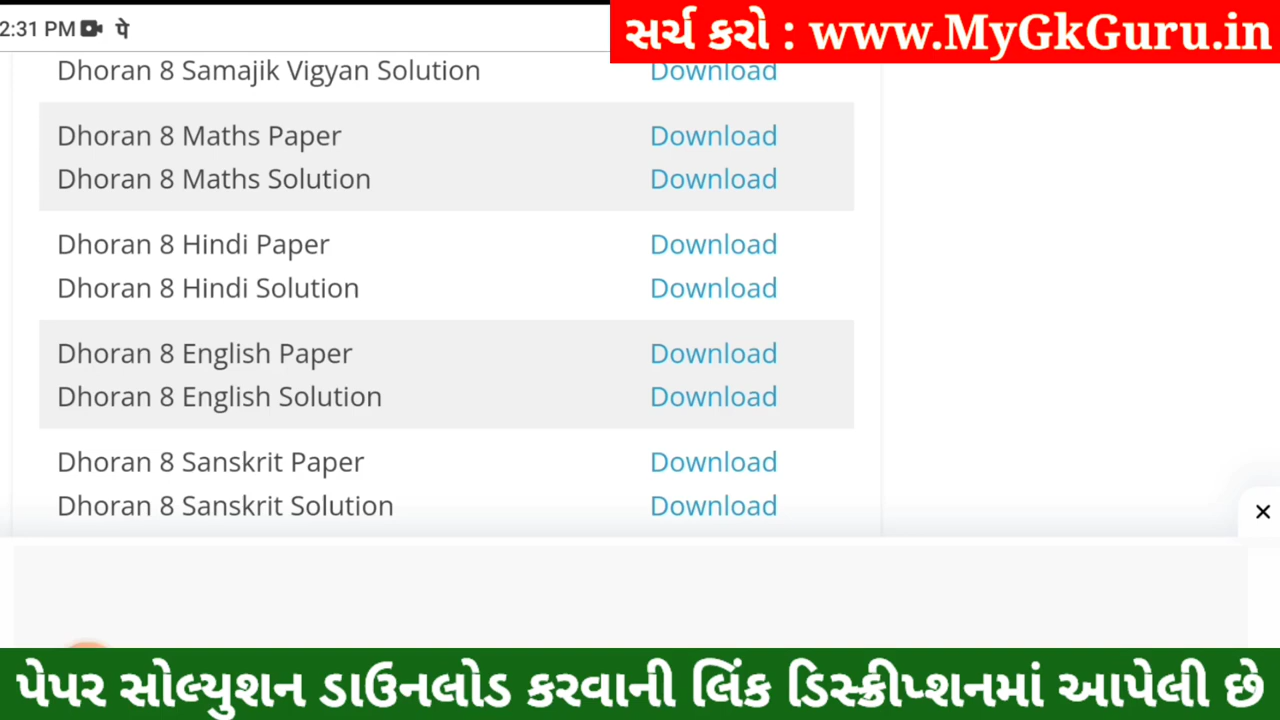 2:31 PM पे
સર્ચ કરો : www.MyGkGuru.in
Dhoran 8 Samajik Vigyan Solution Download
Dhoran 8 Maths Paper Download
Dhoran 8 Maths Solution Download
Dhoran 8 Hindi Paper Download
Dhoran 8 Hindi Solution Download
Dhoran 8 English Paper Download
Dhoran 8 English Solution Download
Dhoran 8 Sanskrit Paper Download
Dhoran 8 Sanskrit Solution Download
પેપર સોલ્યુશન ડાઉનલોડ કરવાની લિંક ડિસ્ક્રીપ્શનમાં આપેલી છે